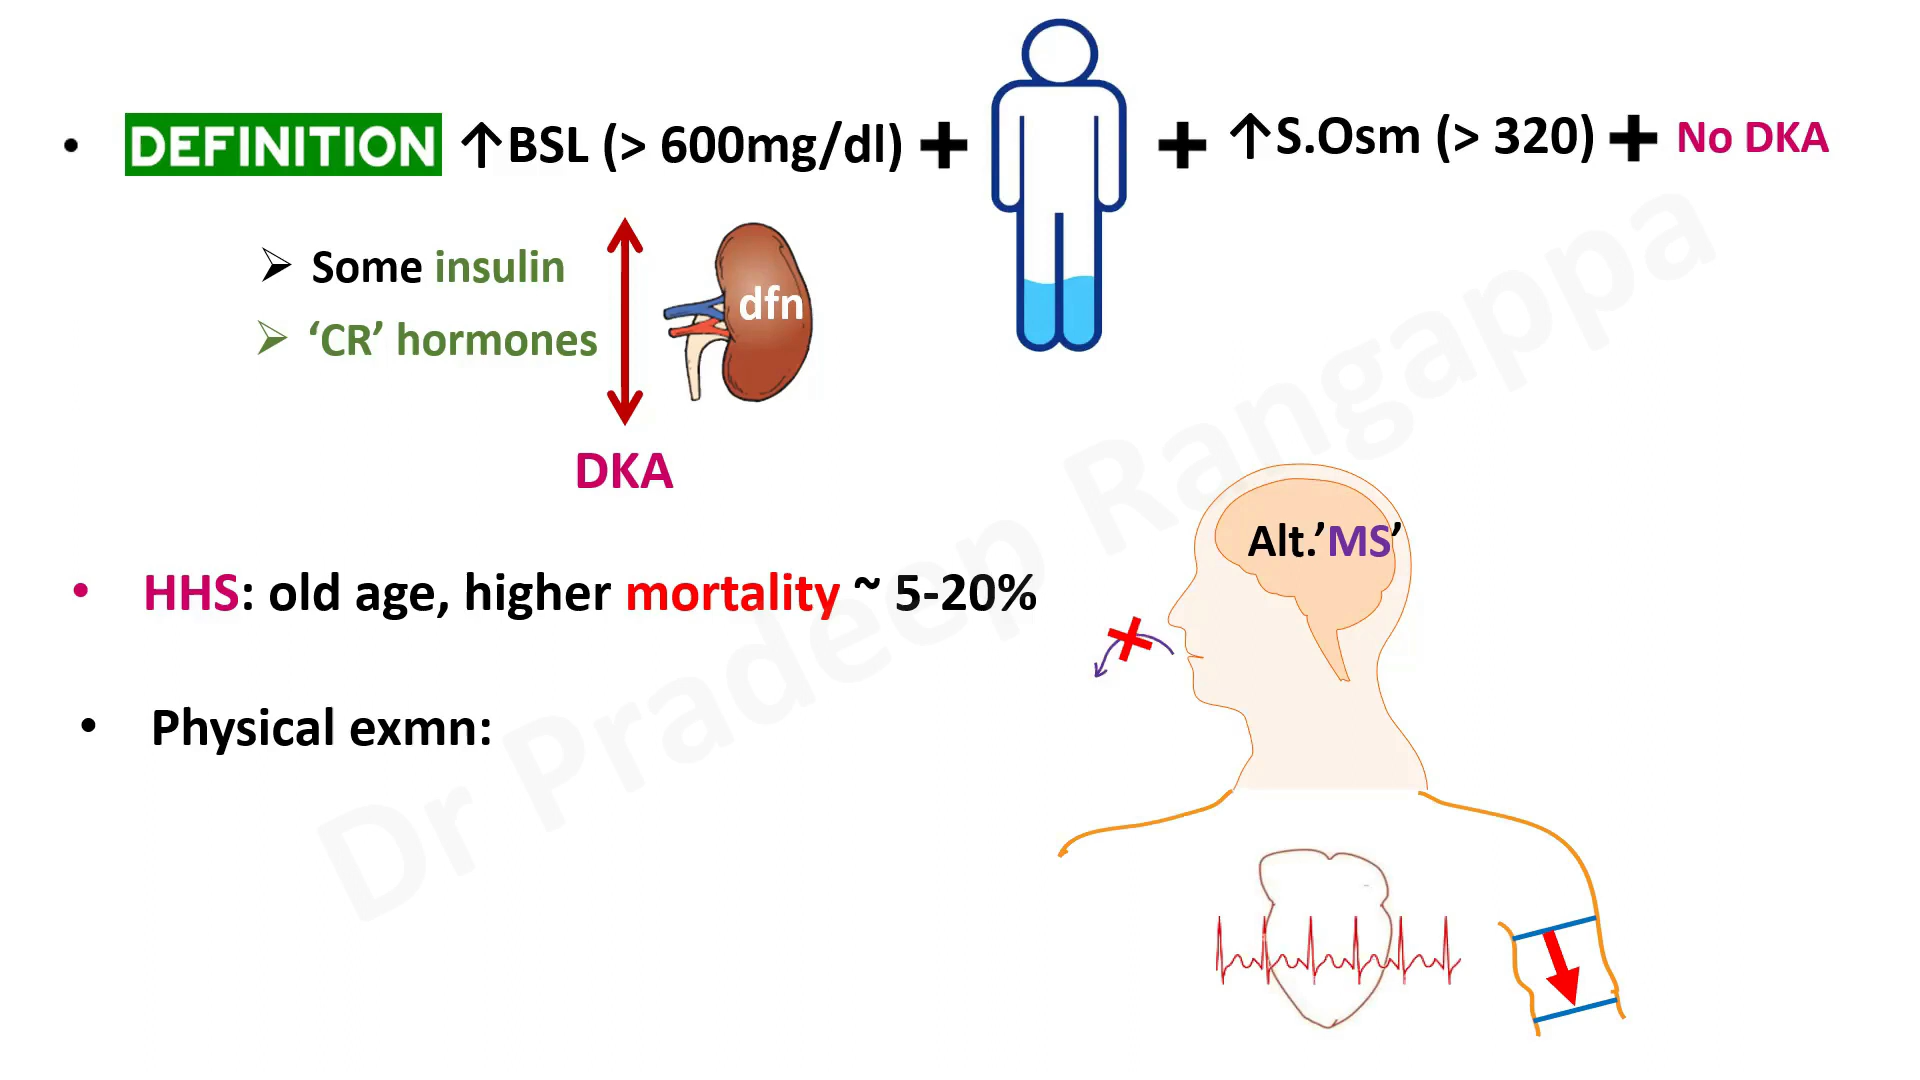 • DEFINITION ↑BSL (> 600mg/dl) + + ↑S.Osm (> 320) + No DKA
➢ Some insulin
➢ ‘CR’ hormones
dfn
DKA
Alt.’MS’
• HHS: old age, higher mortality ~ 5-20%
• Physical exmn:
Dr Pradeep Rangappa